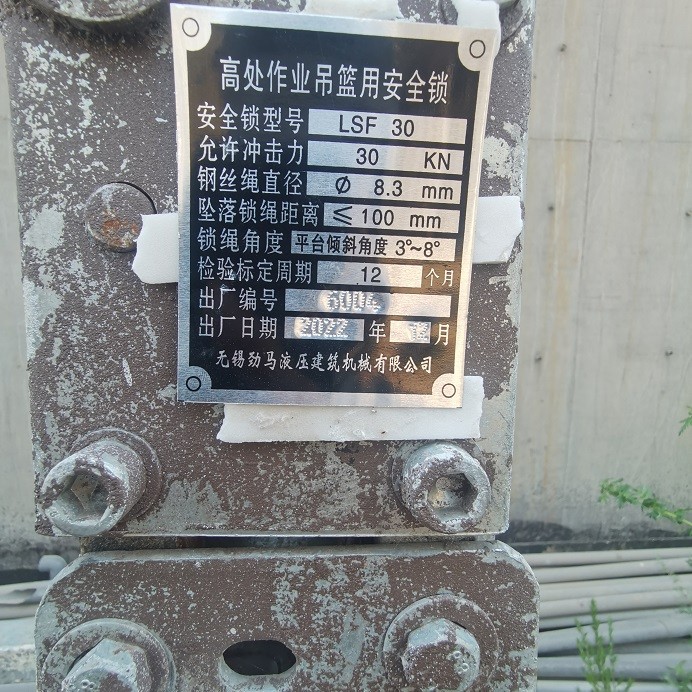 高处作业吊篮用安全锁
安全锁型号 LSF 30
允许冲击力 30 KN
钢丝绳直径 Ø 8.3 mm
坠落锁绳距离 ≤100 mm
锁绳角度 平台倾斜角度 3°~8°
检验标定周期 12 个月
出厂编号 6004
出厂日期 2022 年 月
无锡劲马液压建筑机械有限公司